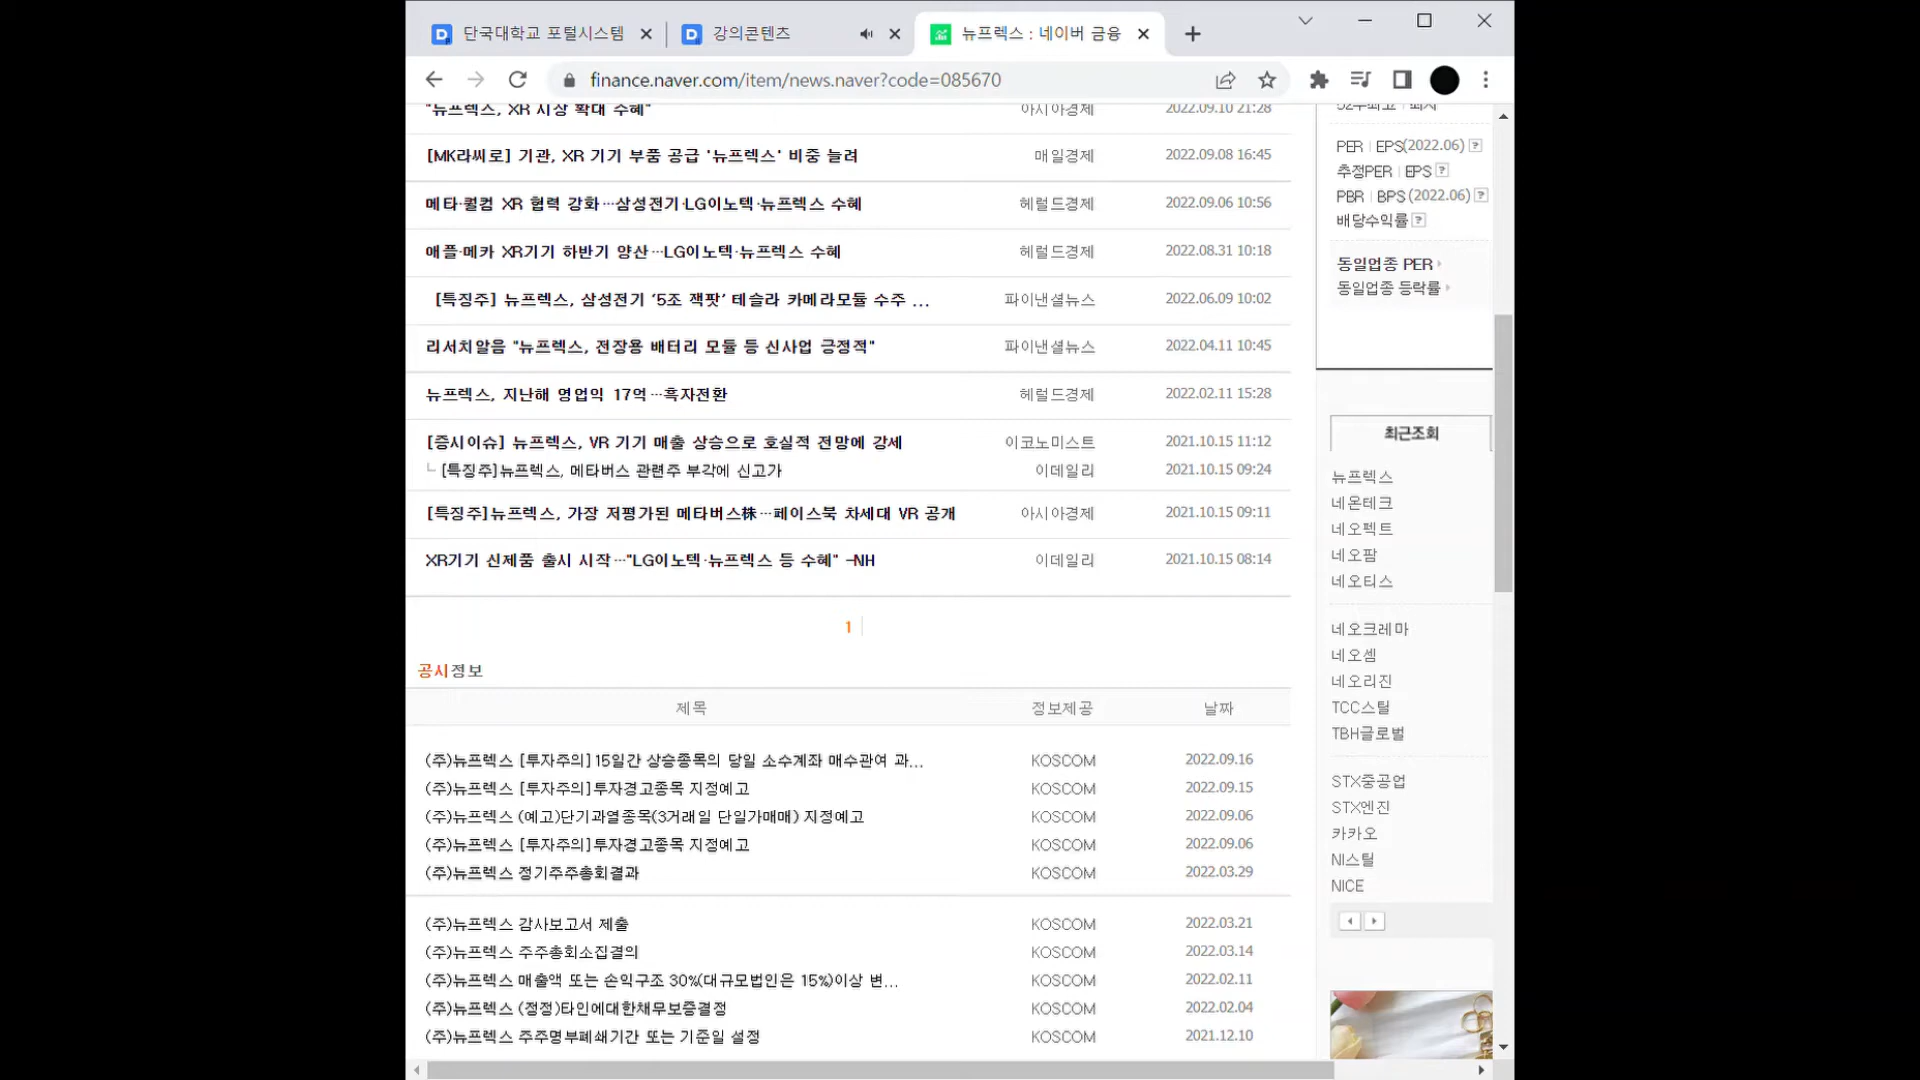 단국대학교 포털시스템
강의콘텐츠
뉴프렉스 : 네이버 금융
finance.naver.com/item/news.naver?code=085670
"뉴프렉스, XR 시장 확대 수혜" 아시아경제 2022.09.10 21:28
[MK라씨로] 기관, XR 기기 부품 공급 '뉴프렉스' 비중 늘려 매일경제 2022.09.08 16:45
메타·퀄컴 XR 협력 강화…삼성전기·LG이노텍·뉴프렉스 수혜 헤럴드경제 2022.09.06 10:56
애플·메카 XR기기 하반기 양산…LG이노텍·뉴프렉스 수혜 헤럴드경제 2022.08.31 10:18
[특징주] 뉴프렉스, 삼성전기 ‘5조 잭팟’ 테슬라 카메라모듈 수주 ... 파이낸셜뉴스 2022.06.09 10:02
리서치알음 "뉴프렉스, 전장용 배터리 모듈 등 신사업 긍정적" 파이낸셜뉴스 2022.04.11 10:45
뉴프렉스, 지난해 영업익 17억…흑자전환 헤럴드경제 2022.02.11 15:28
[증시이슈] 뉴프렉스, VR 기기 매출 상승으로 호실적 전망에 강세 이코노미스트 2021.10.15 11:12
[특징주]뉴프렉스, 메타버스 관련주 부각에 신고가 이데일리 2021.10.15 09:24
[특징주]뉴프렉스, 가장 저평가된 메타버스株…페이스북 차세대 VR 공개 아시아경제 2021.10.15 09:11
XR기기 신제품 출시 시작…"LG이노텍·뉴프렉스 등 수혜" -NH 이데일리 2021.10.15 08:14
1
공시정보
제목 정보제공 날짜
(주)뉴프렉스 [투자주의]15일간 상승종목의 당일 소수계좌 매수관여 과... KOSCOM 2022.09.16
(주)뉴프렉스 [투자주의]투자경고종목 지정예고 KOSCOM 2022.09.15
(주)뉴프렉스 (예고)단기과열종목(3거래일 단일가매매) 지정예고 KOSCOM 2022.09.06
(주)뉴프렉스 [투자주의]투자경고종목 지정예고 KOSCOM 2022.09.06
(주)뉴프렉스 정기주주총회결과 KOSCOM 2022.03.29
(주)뉴프렉스 감사보고서 제출 KOSCOM 2022.03.21
(주)뉴프렉스 주주총회소집결의 KOSCOM 2022.03.14
(주)뉴프렉스 매출액 또는 손익구조 30%(대규모법인은 15%)이상 변... KOSCOM 2022.02.11
(주)뉴프렉스 (정정)타인에대한채무보증결정 KOSCOM 2022.02.04
(주)뉴프렉스 주주명부폐쇄기간 또는 기준일 설정 KOSCOM 2021.12.10
52주최고 | 최저
PER | EPS(2022.06) ?
추정PER | EPS ?
PBR | BPS (2022.06) ?
배당수익률 ?
동일업종 PER
동일업종 등락률
최근조회
뉴프렉스
네온테크
네오펙트
네오팜
네오티스
네오크레마
네오셈
네오리진
TCC스틸
TBH글로벌
STX중공업
STX엔진
카카오
NI스틸
NICE